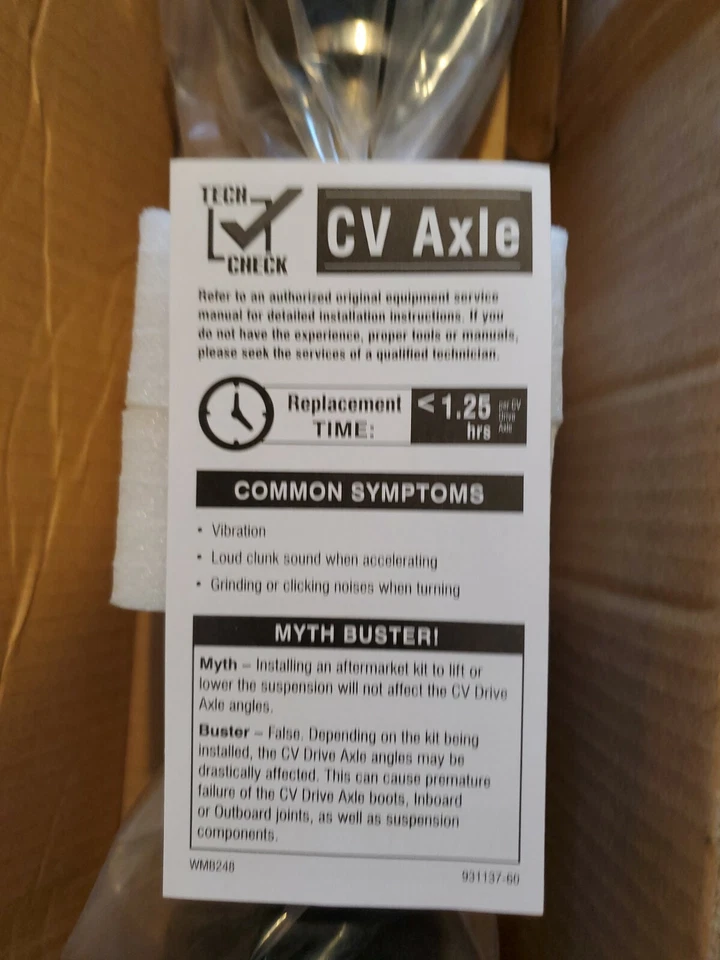 TECH
CHECK
CV Axle
Refer to an authorized original equipment service
manual for detailed installation instructions. If you
do not have the experience, proper tools or manuals,
please seek the services of a qualified technician.
Replacement
TIME:
< 1.25
hrs
per CV
Drive
Axle
COMMON SYMPTOMS
• Vibration
• Loud clunk sound when accelerating
• Grinding or clicking noises when turning
MYTH BUSTER!
Myth – Installing an aftermarket kit to lift or
lower the suspension will not affect the CV Drive
Axle angles.
Buster – False. Depending on the kit being
installed, the CV Drive Axle angles may be
drastically affected. This can cause premature
failure of the CV Drive Axle boots, Inboard
or Outboard joints, as well as suspension
components.
WMB248
931137-60